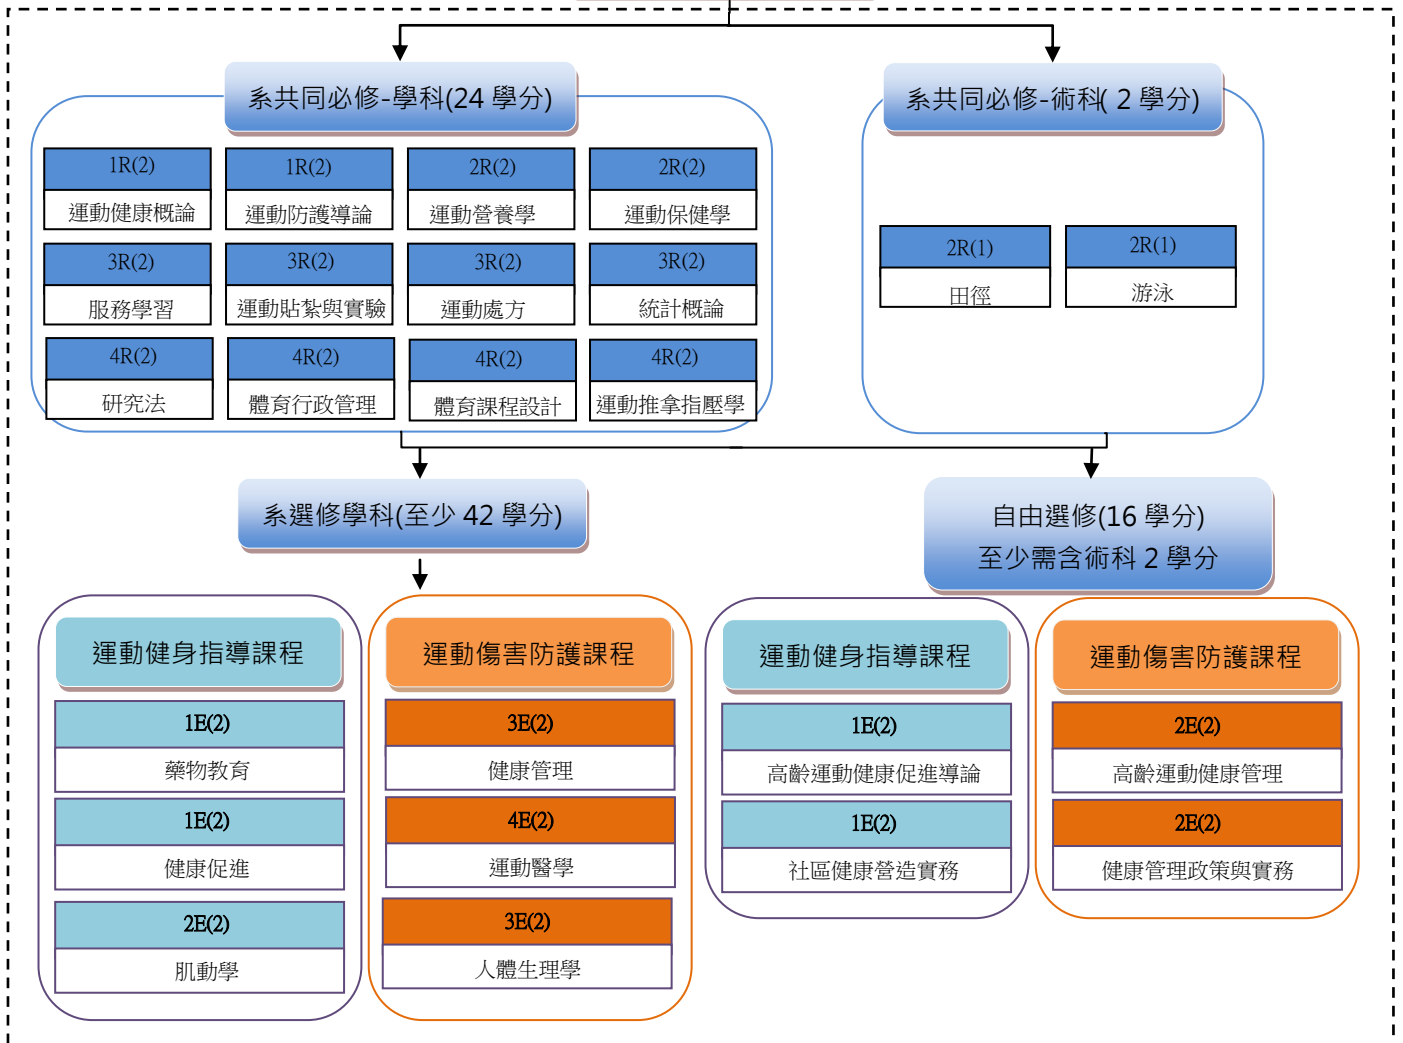 系共同必修-學科(24 學分)
系共同必修-術科( 2 學分)
1R(2)
運動健康概論
1R(2)
運動防護導論
2R(2)
運動營養學
2R(2)
運動保健學
3R(2)
服務學習
3R(2)
運動貼紮與實驗
3R(2)
運動處方
3R(2)
統計概論
4R(2)
研究法
4R(2)
體育行政管理
4R(2)
體育課程設計
4R(2)
運動推拿指壓學
2R(1)
田徑
2R(1)
游泳
系選修學科(至少 42 學分)
自由選修(16 學分)
至少需含術科 2 學分
運動健身指導課程
1E(2)
藥物教育
1E(2)
健康促進
2E(2)
肌動學
運動傷害防護課程
3E(2)
健康管理
4E(2)
運動醫學
3E(2)
人體生理學
運動健身指導課程
1E(2)
高齡運動健康促進導論
1E(2)
社區健康營造實務
運動傷害防護課程
2E(2)
高齡運動健康管理
2E(2)
健康管理政策與實務